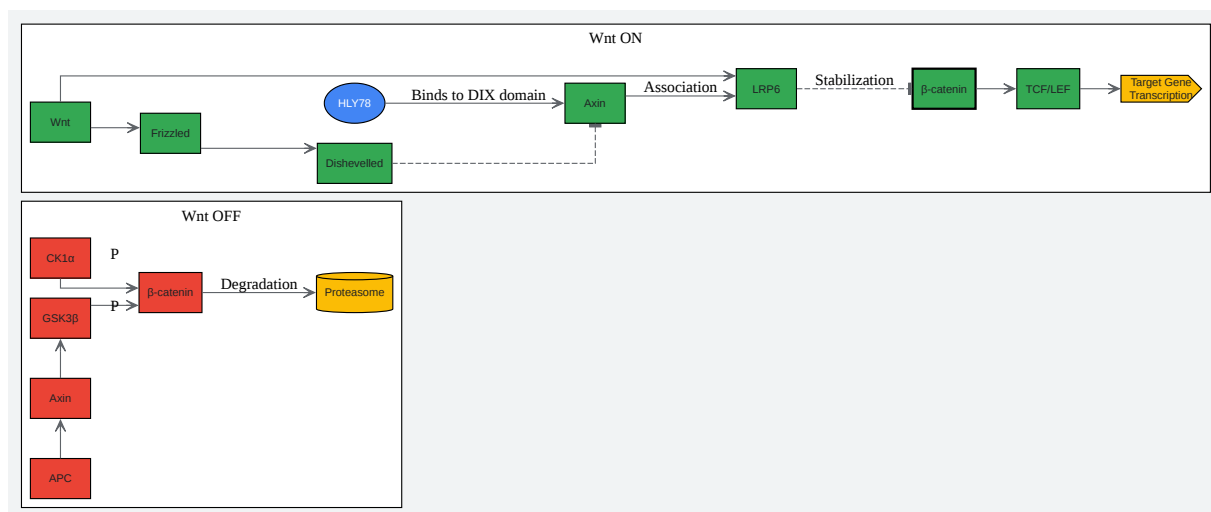 Wnt ON
Wnt
Frizzled
HLY78
Binds to DIX domain
Dishevelled
Axin
Association
LRP6
Stabilization
β-catenin
TCF/LEF
Target Gene
Transcription
Wnt OFF
CK1α
P
GSK3β
P
β-catenin
Degradation
Proteasome
Axin
APC